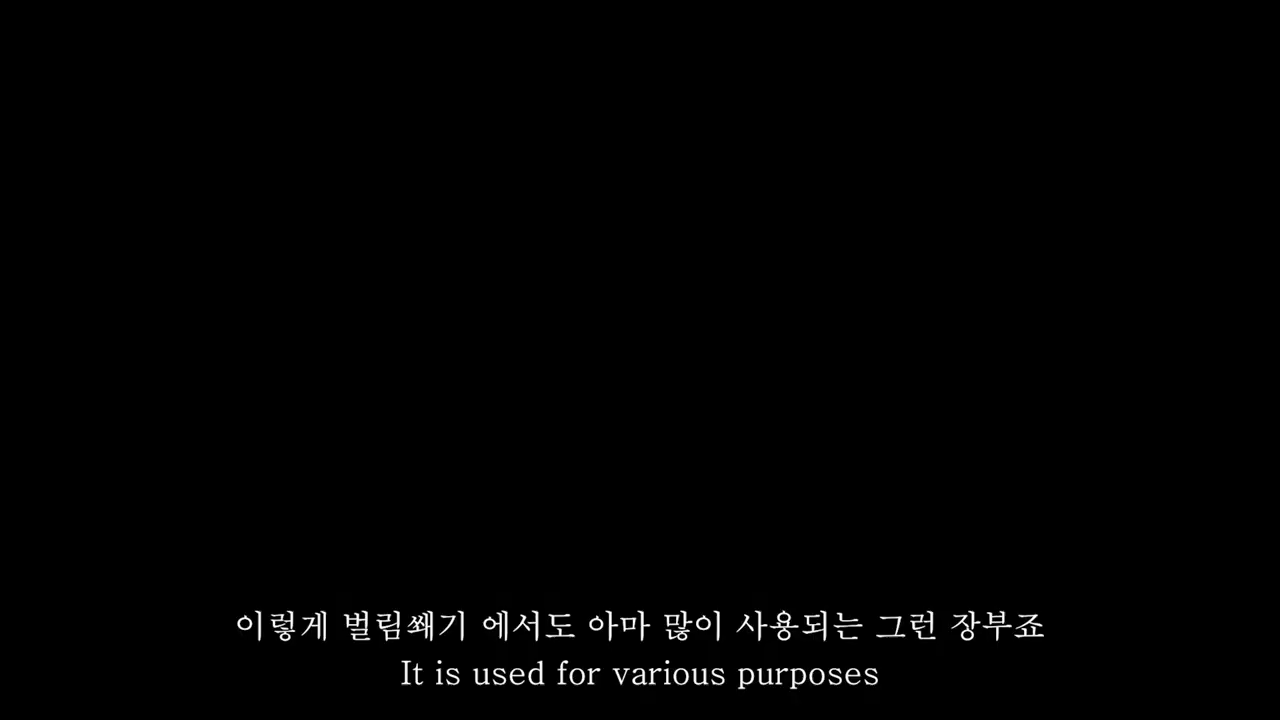 이렇게 벌림쐐기 에서도 아마 많이 사용되는 그런 장부죠
It is used for various purposes